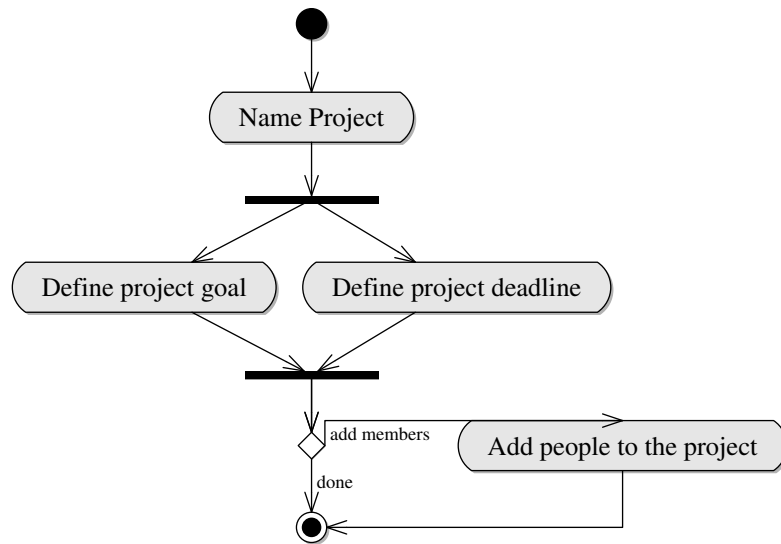 Name Project
Define project goal
Define project deadline
add members
Add people to the project
done